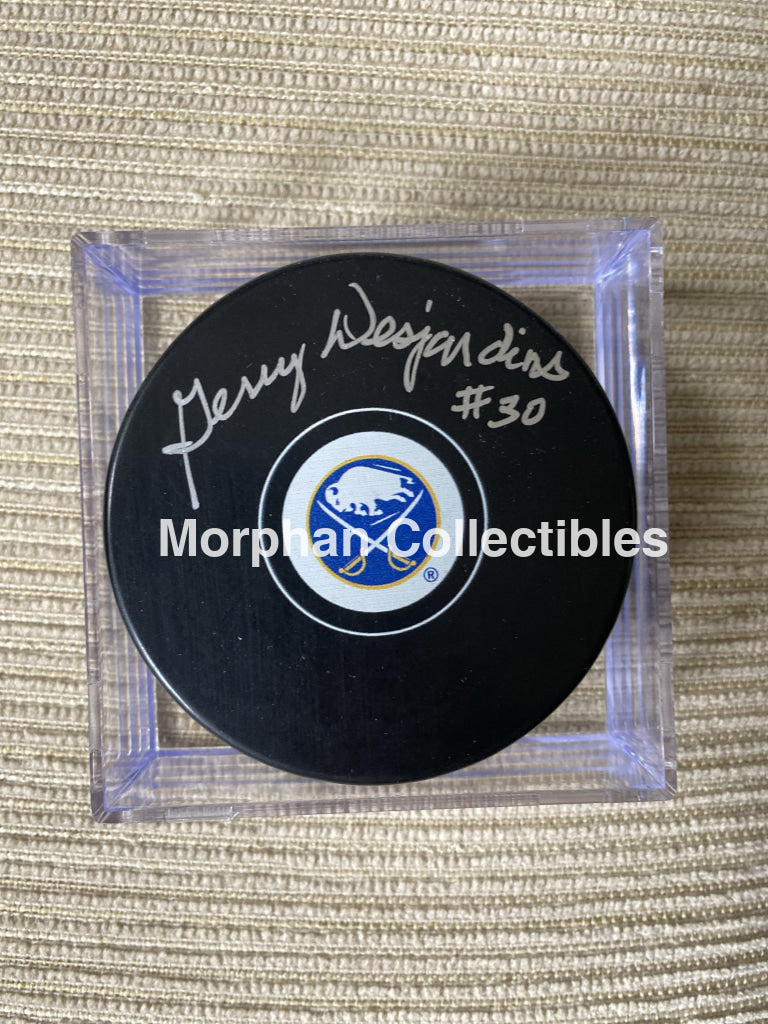 Gerry Desjardins
#30
Morphan Collectibles
®